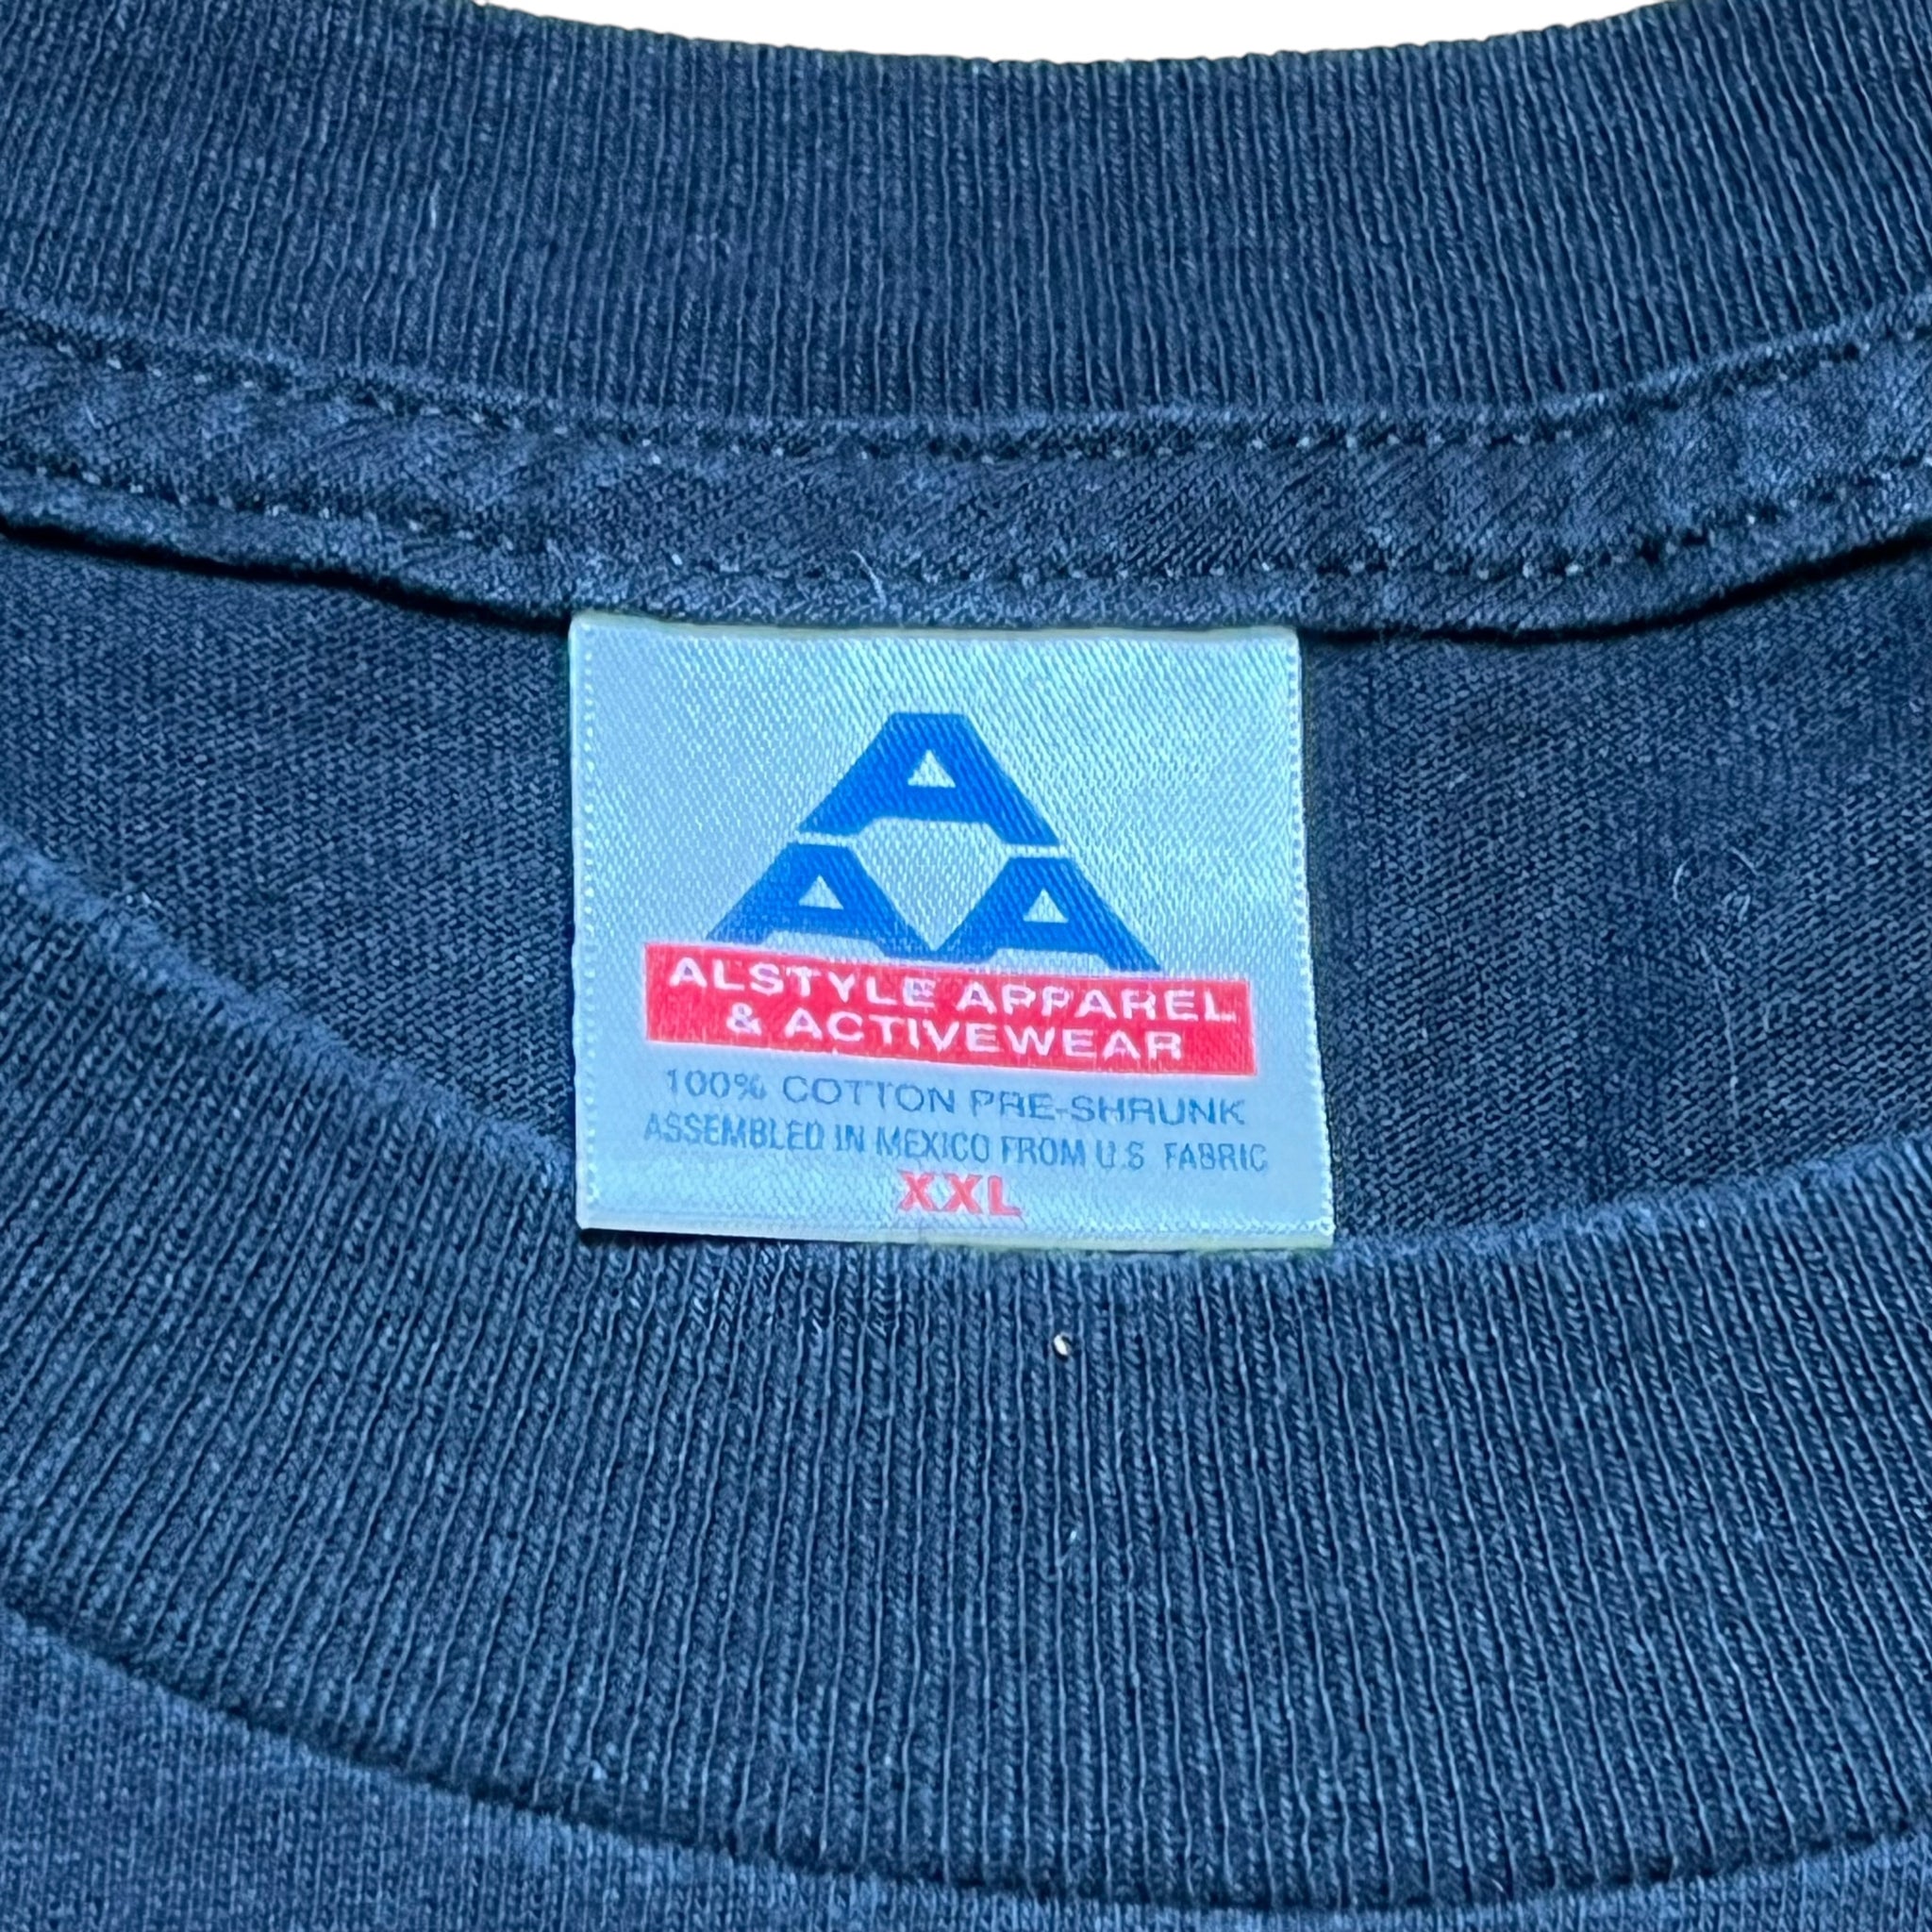 A
A A
ALSTYLE APPAREL
& ACTIVEWEAR
100% COTTON PRE-SHRUNK
ASSEMBLED IN MEXICO FROM U.S FABRIC
XXL